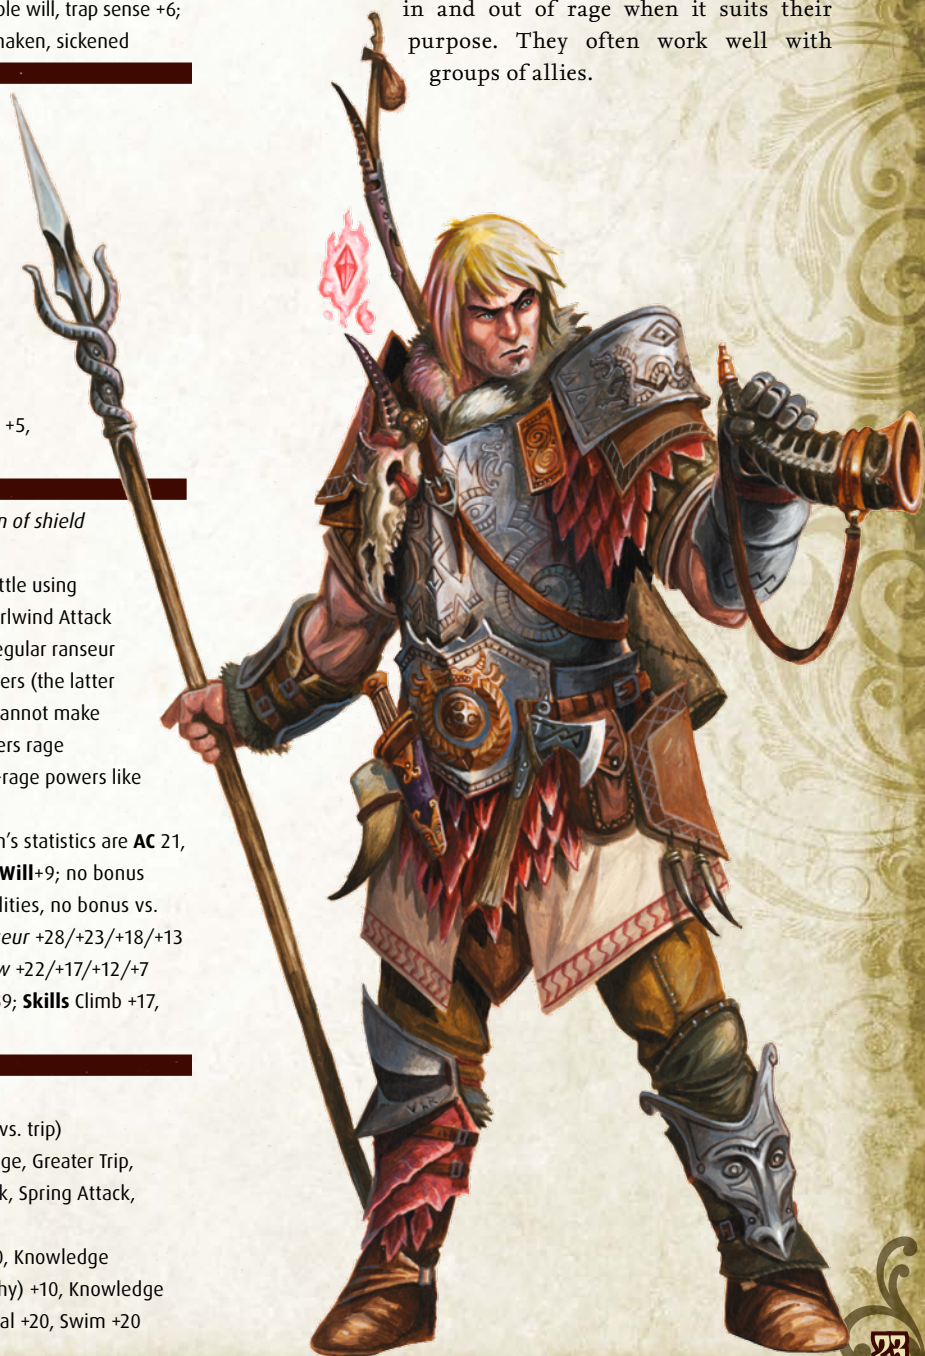 ble will, trap sense +6;
haken, sickened
in and out of rage when it suits their
purpose. They often work well with
groups of allies.
+5,
n of shield
ttle using
rlwind Attack
egular ranseur
ers (the latter
annot make
ers rage
rage powers like
n's statistics are AC 21,
Will+9; no bonus
lities, no bonus vs.
eur +28/+23/+18/+13
w +22/+17/+12/+7
9; Skills Climb +17,
vs. trip)
ge, Greater Trip,
k, Spring Attack,
0, Knowledge
hy) +10, Knowledge
al +20, Swim +20
23